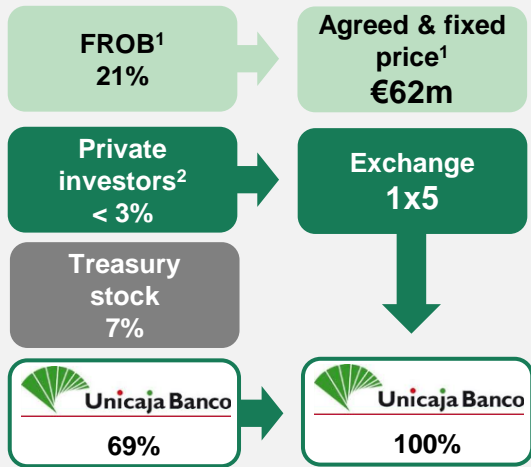 FROB1
21%
Agreed & fixed
price1
€62m
Private
investors2
< 3%
Exchange
1x5
Treasury
stock
7%
Unicaja Banco
69%
Unicaja Banco
100%